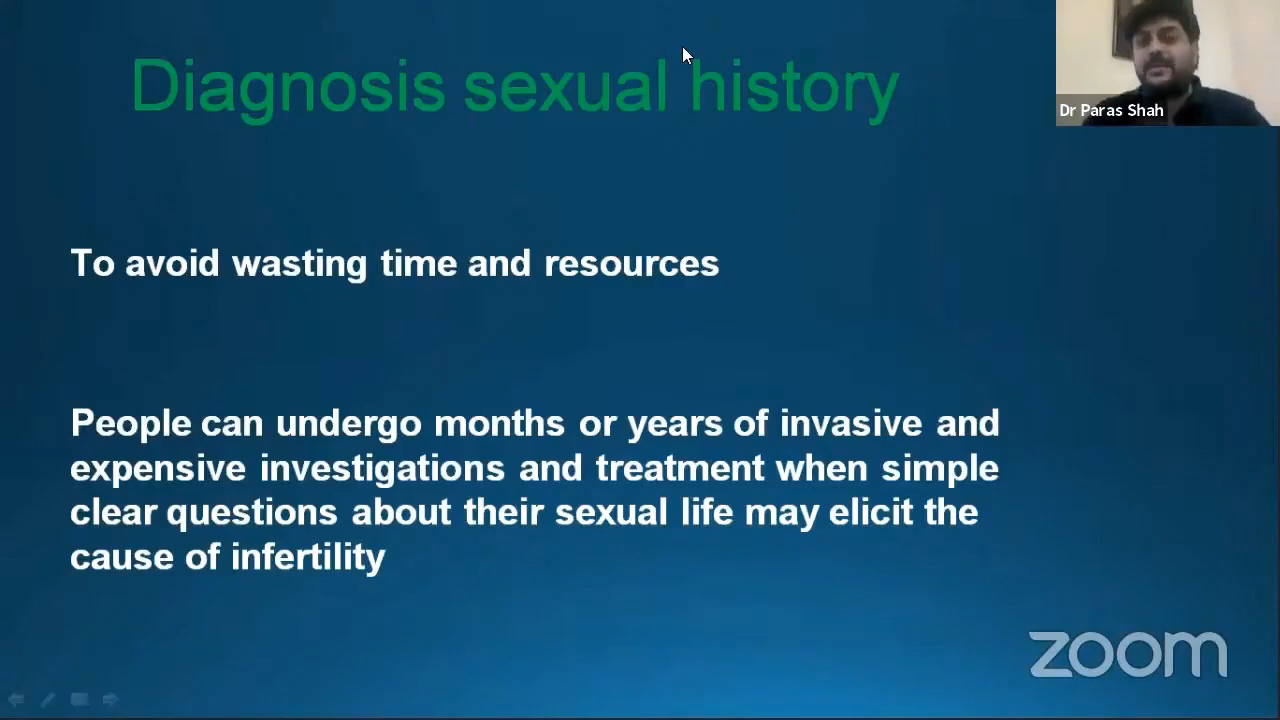 Diagnosis sexual history
Dr Paras Shah
To avoid wasting time and resources
People can undergo months or years of invasive and
expensive investigations and treatment when simple
clear questions about their sexual life may elicit the
cause of infertility
zoom